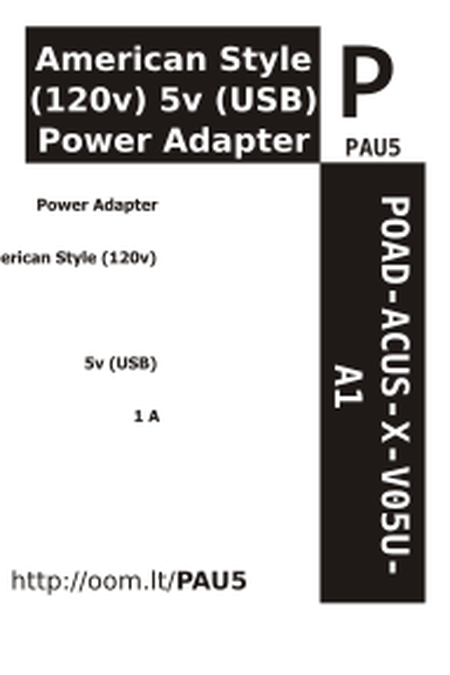 American Style
(120v) 5v (USB)
Power Adapter
P
PAU5
Power Adapter
erican Style (120v)
5v (USB)
1 A
POAD-ACUS-X-V05U-
A1
http://oom.lt/PAU5